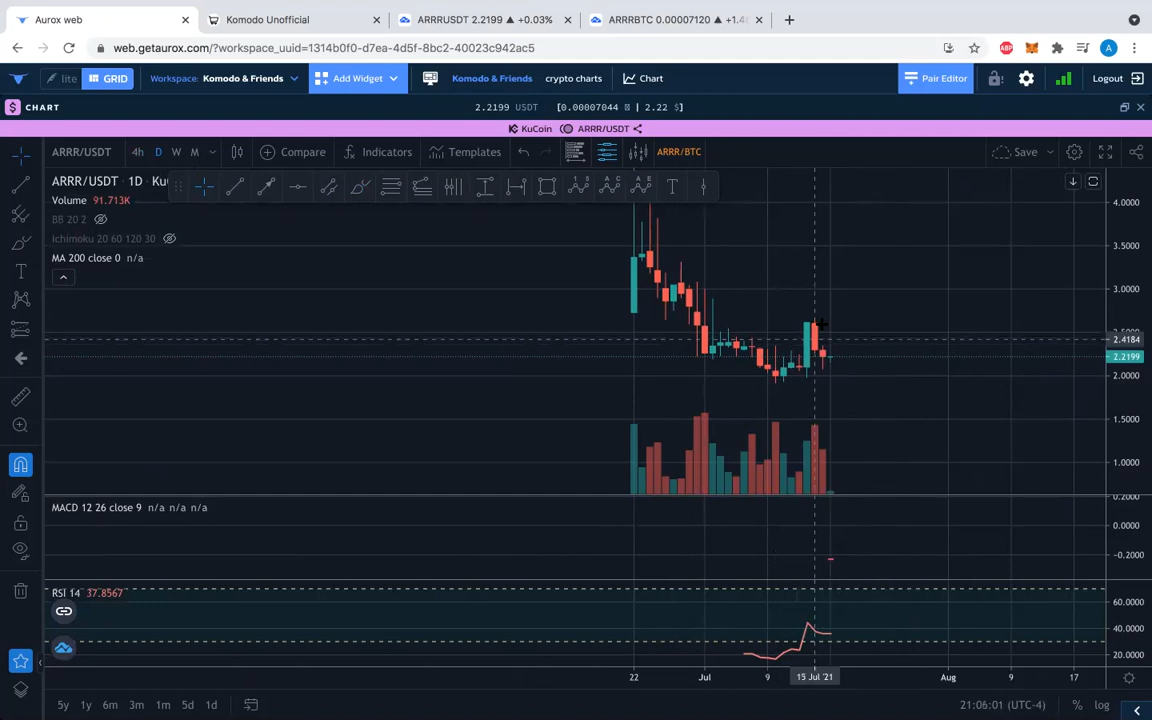 Aurox web
Komodo Unofficial
ARRRUSDT 2.2199 ▲ +0.03%
ARRRBTC 0.00007120 ▲ +1.4
web.getaurox.com/?workspace_uuid=1314b0f0-d7ea-4d5f-8bc2-40023c942ac5
ABP
A
lite GRID Workspace: Komodo & Friends Add Widget Komodo & Friends crypto charts Chart Pair Editor Logout
$ CHART 2.2199 USDT [0.00007044 ₿ | 2.22 $]
KuCoin ARRR/USDT
ARRR/USDT 4h D W M Compare Indicators Templates ARRR/BTC Save
ARRR/USDT · 1D · Ku
Volume 91.713K
BB 20 2
Ichimoku 20 60 120 30
MA 200 close 0 n/a
4.0000
3.5000
3.0000
2.4184
2.2199
2.0000
1.5000
1.0000
0.2000
MACD 12 26 close 9 n/a n/a n/a
0.0000
−0.2000
RSI 14 37.8567
60.0000
40.0000
20.0000
22 Jul 9 15 Jul '21 Aug 9 17
5y 1y 6m 3m 1m 5d 1d 21:06:01 (UTC-4) % log